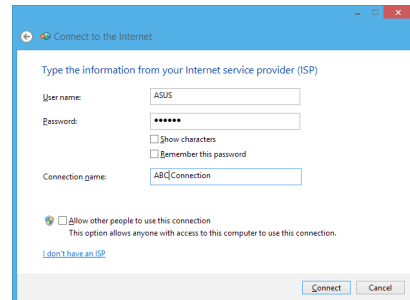 Connect to the Internet
Type the information from your Internet service provider (ISP)
User name: ASUS
Password: ••••••
Show characters
Remember this password
Connection name: ABC Connection
Allow other people to use this connection
This option allows anyone with access to this computer to use this connection.
I don't have an ISP
Connect Cancel